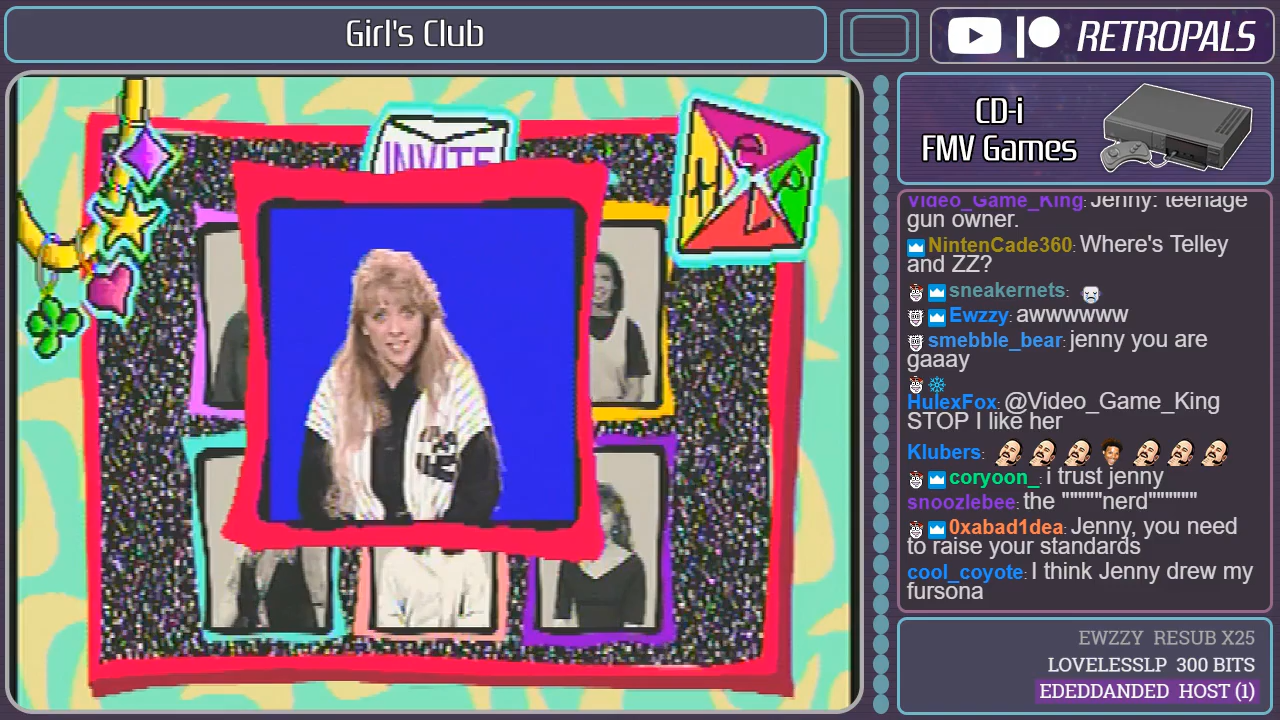 Girl's Club
RETROPALS
CD-i
FMV Games
INVITE
HELP
Video_Game_King: Jenny: teenage
gun owner.
NintenCade360: Where's Telley
and ZZ?
sneakernets:
Ewzzy: awwwwww
smebble_bear: jenny you are
gaaay
HulexFox: @Video_Game_King
STOP I like her
Klubers:
coryoon_: i trust jenny
snoozlebee: the """""nerd""""""
0xabad1dea: Jenny, you need
to raise your standards
cool_coyote: I think Jenny drew my
fursona
EWZZY RESUB X25
LOVELESSLP 300 BITS
EDEDDANDED HOST (1)